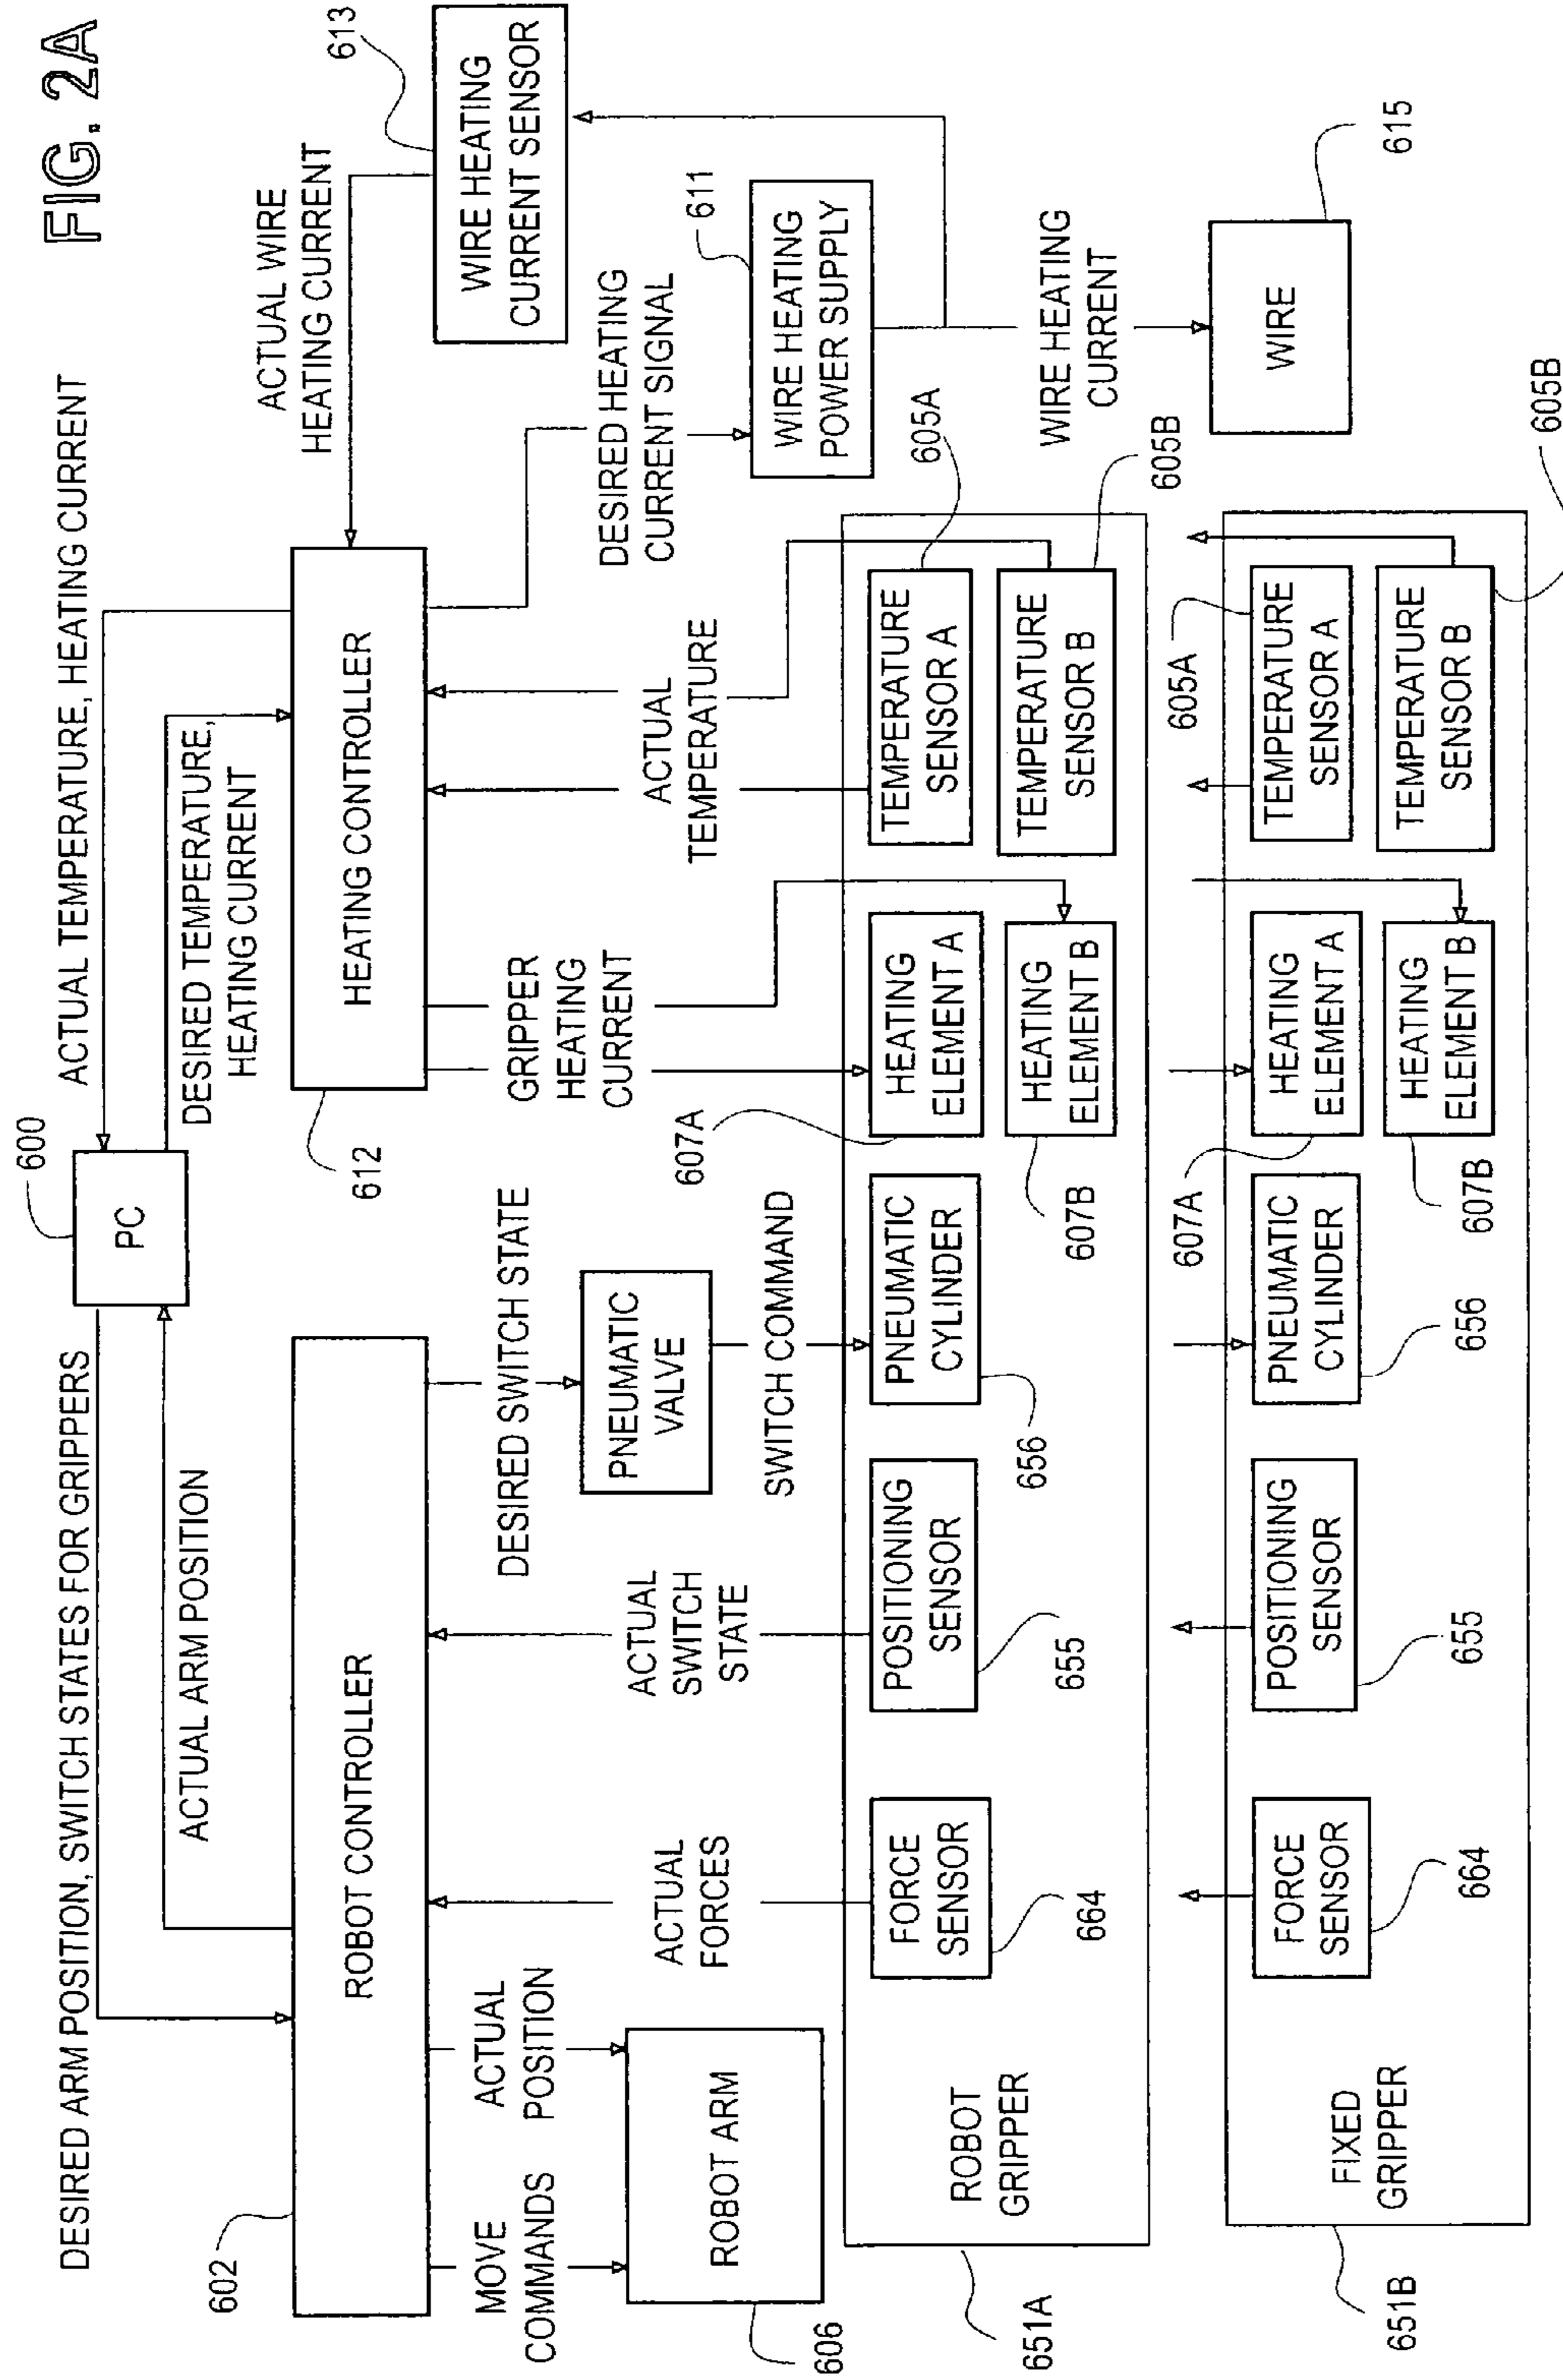 FIG. 2A
DESIRED ARM POSITION, SWITCH STATES FOR GRIPPERS
600
ACTUAL TEMPERATURE, HEATING CURRENT
PC
ACTUAL ARM POSITION
DESIRED TEMPERATURE,
HEATING CURRENT
ACTUAL WIRE
HEATING CURRENT
613
602
ROBOT CONTROLLER
612
HEATING CONTROLLER
WIRE HEATING
CURRENT SENSOR
MOVE
COMMANDS
ACTUAL
POSITION
ACTUAL
FORCES
ACTUAL
SWITCH
STATE
DESIRED SWITCH STATE
PNEUMATIC
VALVE
SWITCH COMMAND
GRIPPER
HEATING
CURRENT
ACTUAL
TEMPERATURE
DESIRED HEATING
CURRENT SIGNAL
611
WIRE HEATING
POWER SUPPLY
606
ROBOT ARM
607A
605A
651A
ROBOT
GRIPPER
FORCE
SENSOR
664
POSITIONING
SENSOR
655
PNEUMATIC
CYLINDER
656
HEATING
ELEMENT A
HEATING
ELEMENT B
607B
TEMPERATURE
SENSOR A
TEMPERATURE
SENSOR B
605B
WIRE HEATING
CURRENT
WIRE
615
651B
FIXED
GRIPPER
FORCE
SENSOR
664
POSITIONING
SENSOR
655
PNEUMATIC
CYLINDER
656
607A
HEATING
ELEMENT A
HEATING
ELEMENT B
607B
605A
TEMPERATURE
SENSOR A
TEMPERATURE
SENSOR B
605B